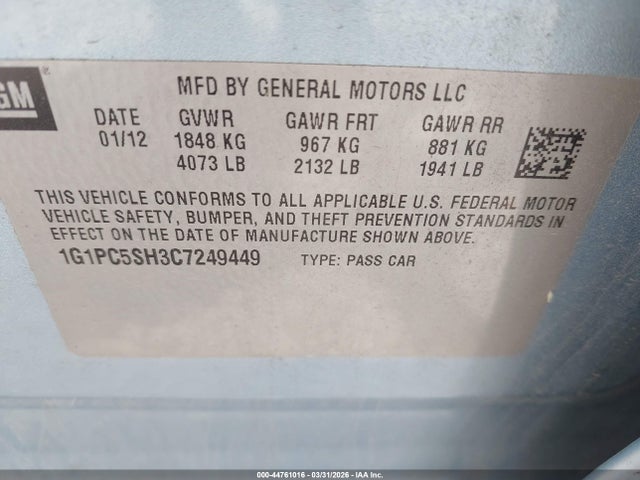 GM
MFD BY GENERAL MOTORS LLC
DATE GVWR GAWR FRT GAWR RR
01/12 1848 KG 967 KG 881 KG
4073 LB 2132 LB 1941 LB
THIS VEHICLE CONFORMS TO ALL APPLICABLE U.S. FEDERAL MOTOR
VEHICLE SAFETY, BUMPER, AND THEFT PREVENTION STANDARDS IN
EFFECT ON THE DATE OF MANUFACTURE SHOWN ABOVE.
1G1PC5SH3C7249449 TYPE: PASS CAR
000-44761016 - 03/31/2026 - IAA Inc.